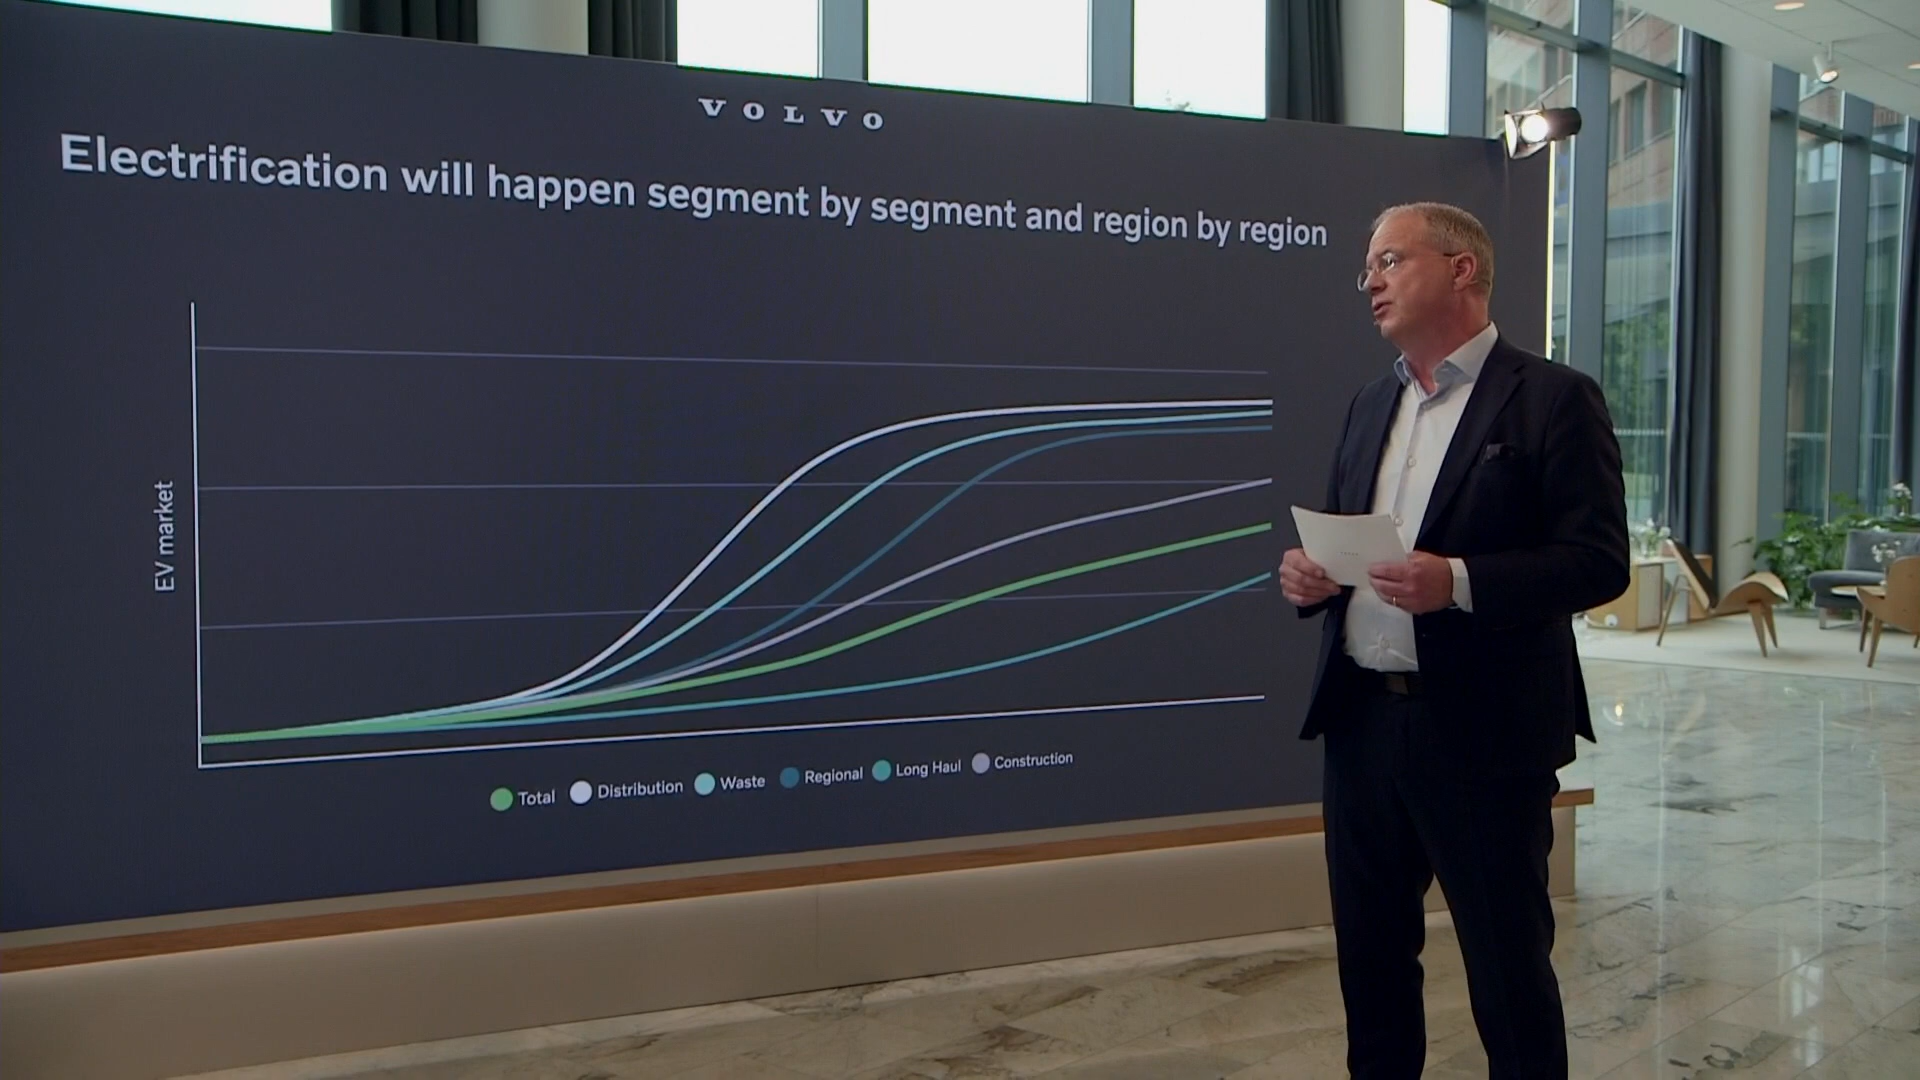 VOLVO
Electrification will happen segment by segment and region by region
EV market
Total
Distribution
Waste
Regional
Long Haul
Construction